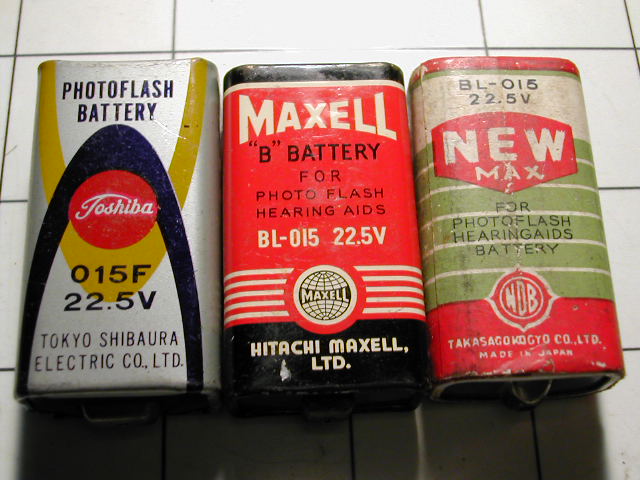 PHOTOFLASH
BATTERY
Toshiba
015F
22.5V
TOKYO SHIBAURA
ELECTRIC CO., LTD.
MAXELL
"B" BATTERY
FOR
PHOTO FLASH
HEARING AIDS
BL-015 22.5V
MAXELL
HITACHI MAXELL,
LTD.
BL-015
22.5V
NEW
MAX
FOR
PHOTOFLASH
HEARINGAIDS
BATTERY
NDB
TAKASAGO KOGYO CO., LTD.
MADE IN JAPAN